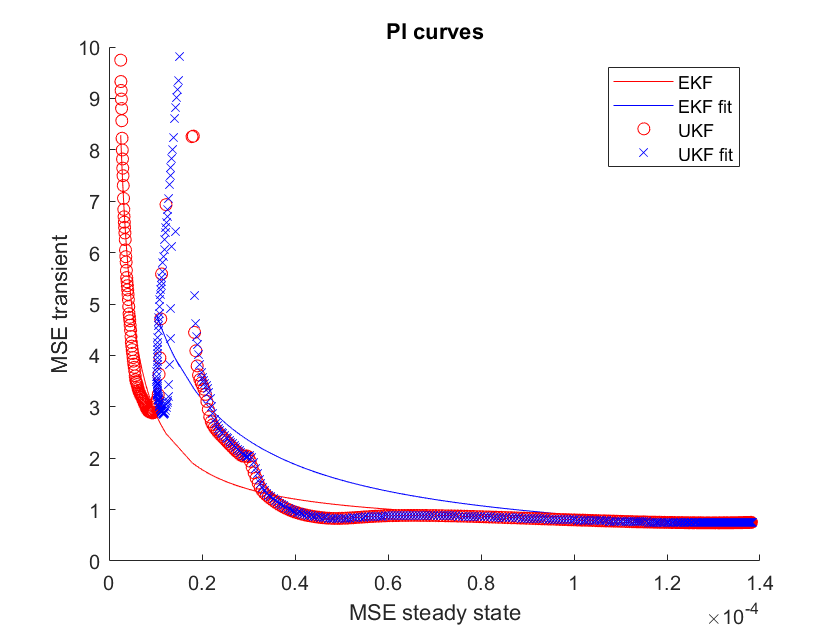 PI curves
10
9
8
7
6
5
4
3
2
1
0
MSE transient
EKF
EKF fit
UKF
UKF fit
0 0.2 0.4 0.6 0.8 1 1.2 1.4
MSE steady state
×10⁻⁴